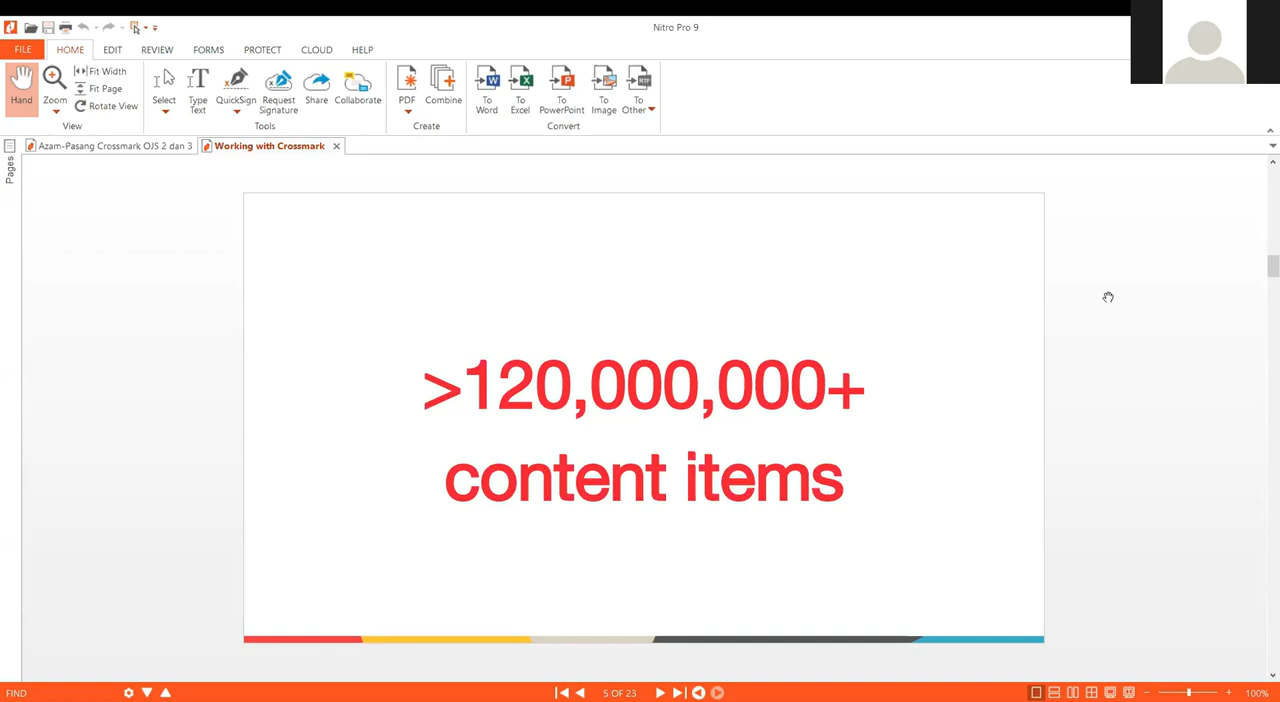 Nitro Pro 9
FILE HOME EDIT REVIEW FORMS PROTECT CLOUD HELP
Hand
Zoom
Fit Width
Fit Page
Rotate View
View
Select
Type Text
QuickSign
Request Signature
Share
Collaborate
Tools
PDF
Combine
Create
To Word
To Excel
To PowerPoint
To Image
To Other
Convert
Azam-Pasang Crossmark OJS 2 dan 3
Working with Crossmark
Pages
>120,000,000+
content items
FIND
5 OF 23
100%